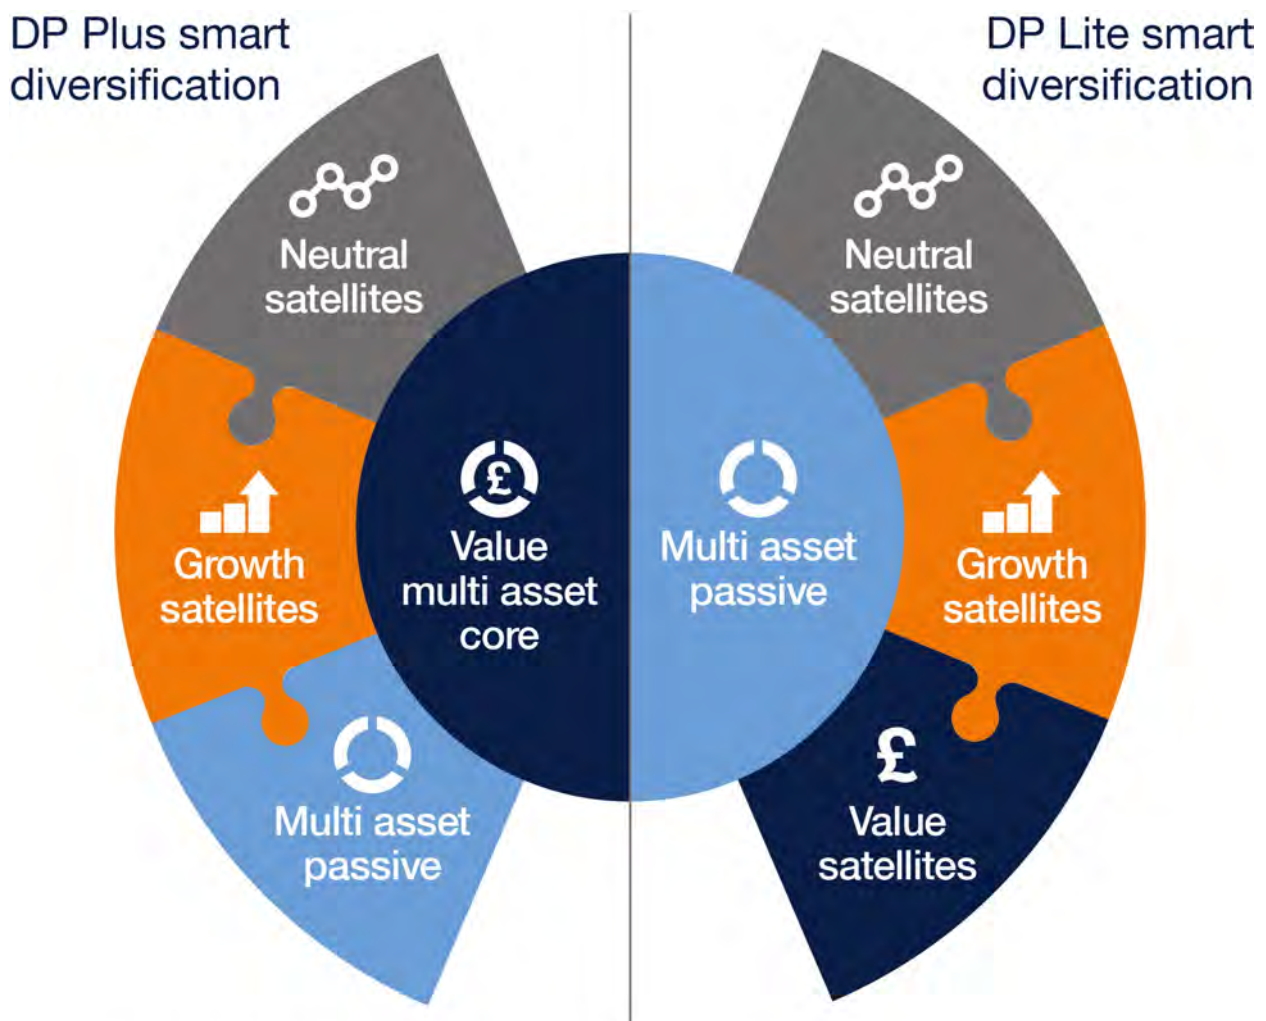 DP Plus smart
diversification
Neutral
satellites
Growth
satellites
Multi asset
passive
£
Value
multi asset
core
DP Lite smart
diversification
Neutral
satellites
Growth
satellites
£
Value
satellites
Multi asset
passive